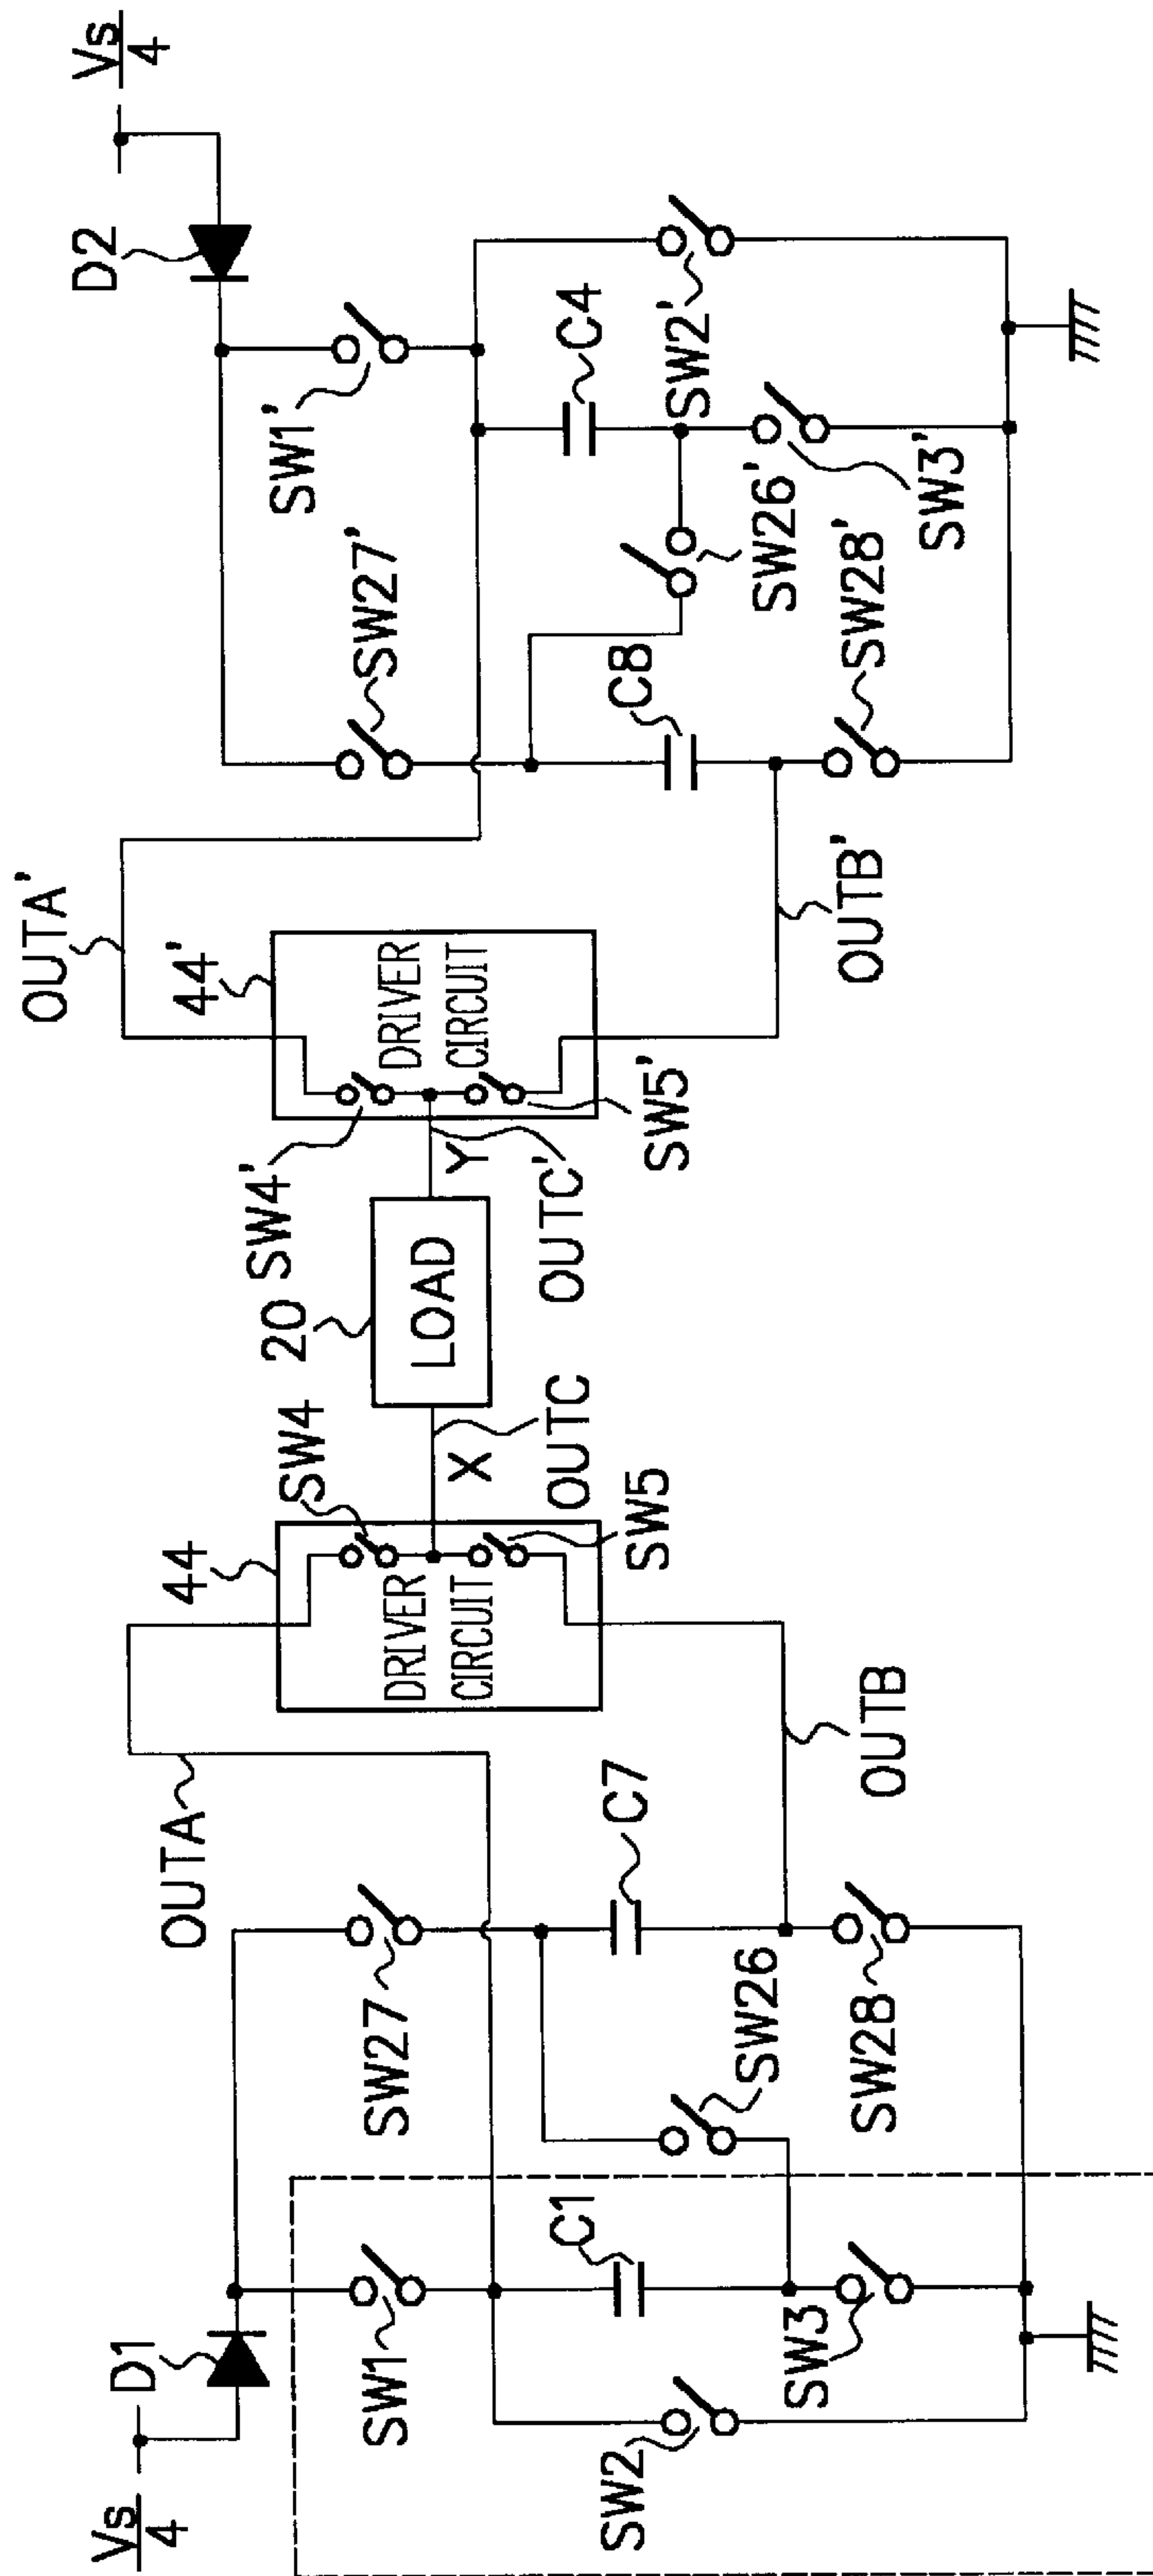 Vs
4
D1
SW1
SW2
C1
SW3
SW26
SW27
C7
SW28
OUTA
OUTB
44
DRIVER
CIRCUIT
SW4
SW5
X
OUTC
20
LOAD
Y
OUTC'
SW4'
SW5'
44'
DRIVER
CIRCUIT
OUTA'
OUTB'
SW27'
C8
SW28'
SW26'
SW1'
C4
SW3'
SW2'
D2
Vs
4